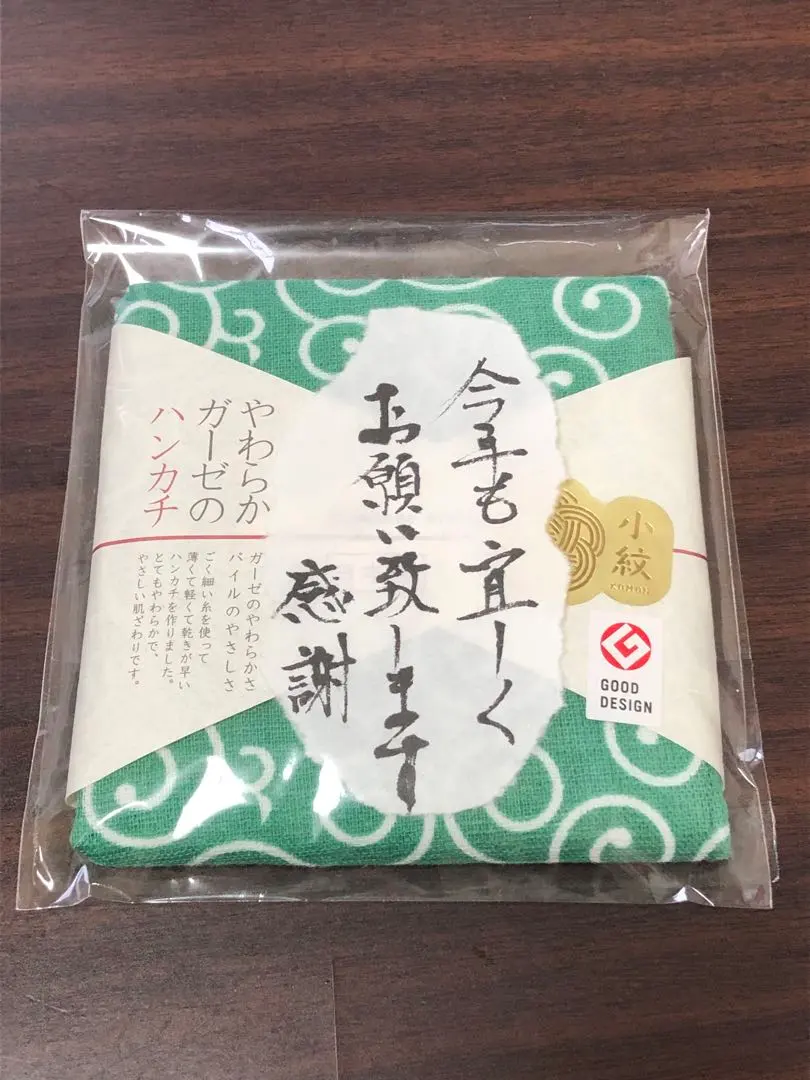 今年も宜しく
お願い致します
感謝
やわらか
ガーゼの
ハンカチ
ガーゼのやわらかさ
パイルのやさしさ
ごく細い糸を使って
薄くて軽くて乾きが早い
ハンカチを作りました。
とてもやわらかで、
やさしい肌ざわりです。
小紋
KOMON
GOOD
DESIGN